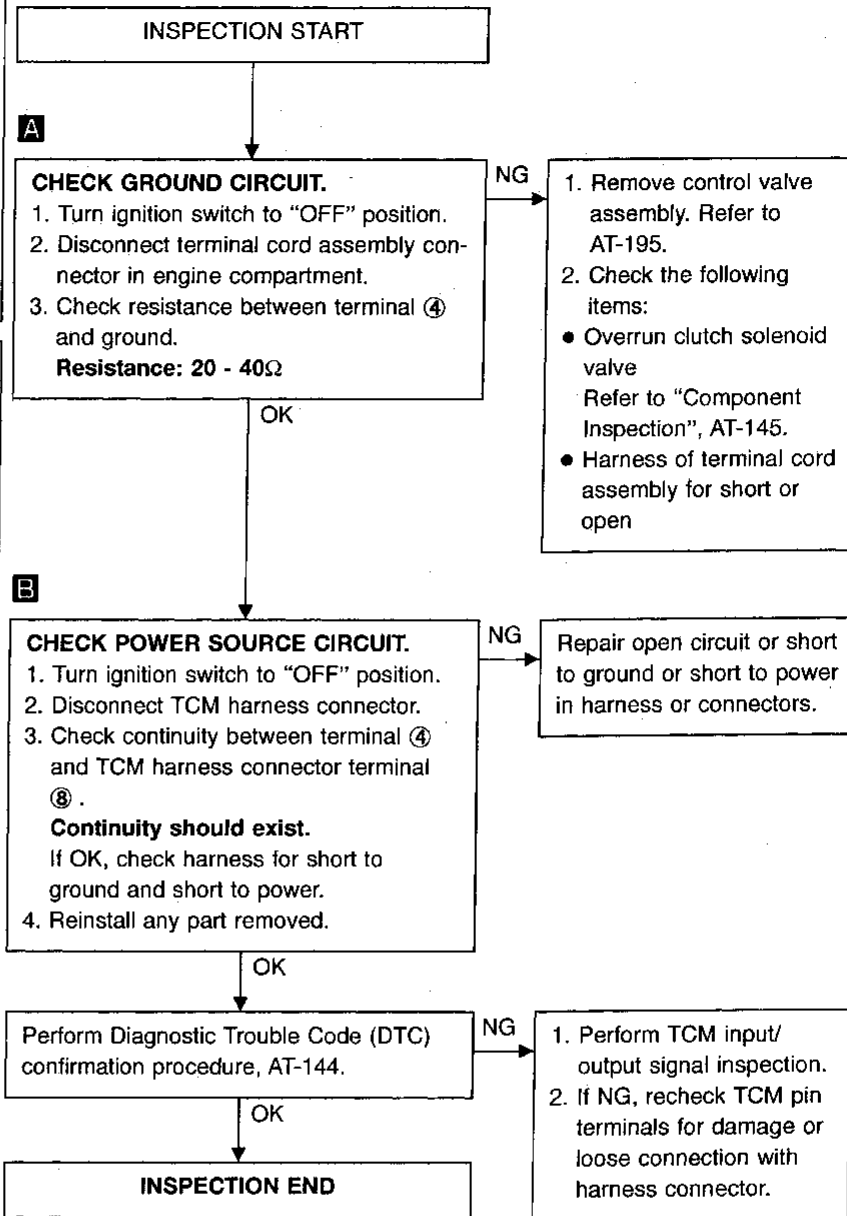 INSPECTION START
A
CHECK GROUND CIRCUIT.
1. Turn ignition switch to “OFF” position.
2. Disconnect terminal cord assembly con-
nector in engine compartment.
3. Check resistance between terminal ④
and ground.
Resistance: 20 - 40Ω
NG
1. Remove control valve
assembly. Refer to
AT-195.
2. Check the following
items:
● Overrun clutch solenoid
valve
Refer to “Component
Inspection”, AT-145.
● Harness of terminal cord
assembly for short or
open
OK
B
CHECK POWER SOURCE CIRCUIT.
1. Turn ignition switch to “OFF” position.
2. Disconnect TCM harness connector.
3. Check continuity between terminal ④
and TCM harness connector terminal
⑧ .
Continuity should exist.
If OK, check harness for short to
ground and short to power.
4. Reinstall any part removed.
NG
Repair open circuit or short
to ground or short to power
in harness or connectors.
OK
Perform Diagnostic Trouble Code (DTC)
confirmation procedure, AT-144.
NG
1. Perform TCM input/
output signal inspection.
2. If NG, recheck TCM pin
terminals for damage or
loose connection with
harness connector.
OK
INSPECTION END